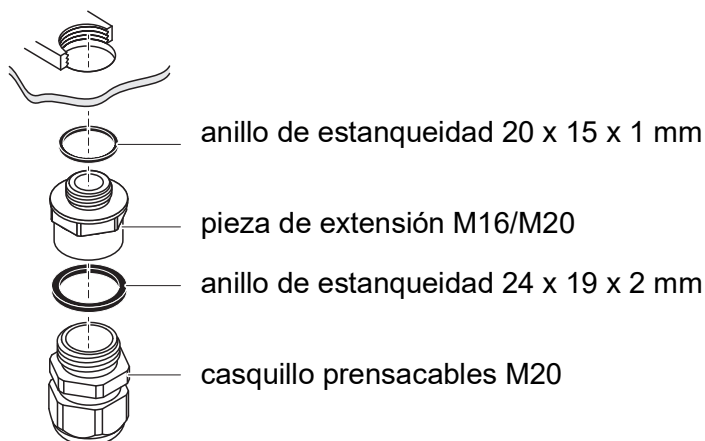 anillo de estanqueidad 20 x 15 x 1 mm
pieza de extensión M16/M20
anillo de estanqueidad 24 x 19 x 2 mm
casquillo prensacables M20